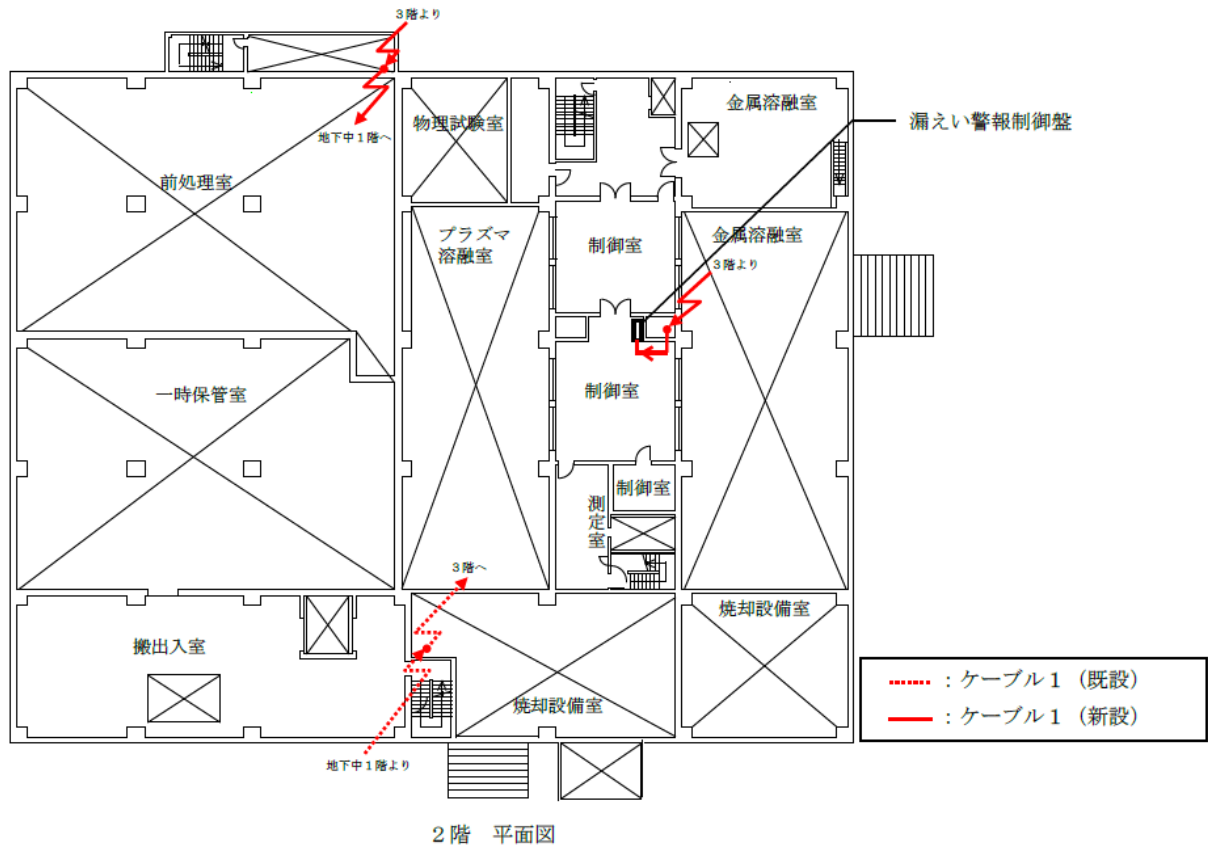 3階より
地下中1階へ
物理試験室
金属溶融室
漏えい警報制御盤
前処理室
プラズマ
溶融室
制御室
金属溶融室
3階より
一時保管室
制御室
制御室
測定室
3階へ
搬出入室
焼却設備室
焼却設備室
地下中1階より
:ケーブル1(既設)
:ケーブル1(新設)
2階 平面図